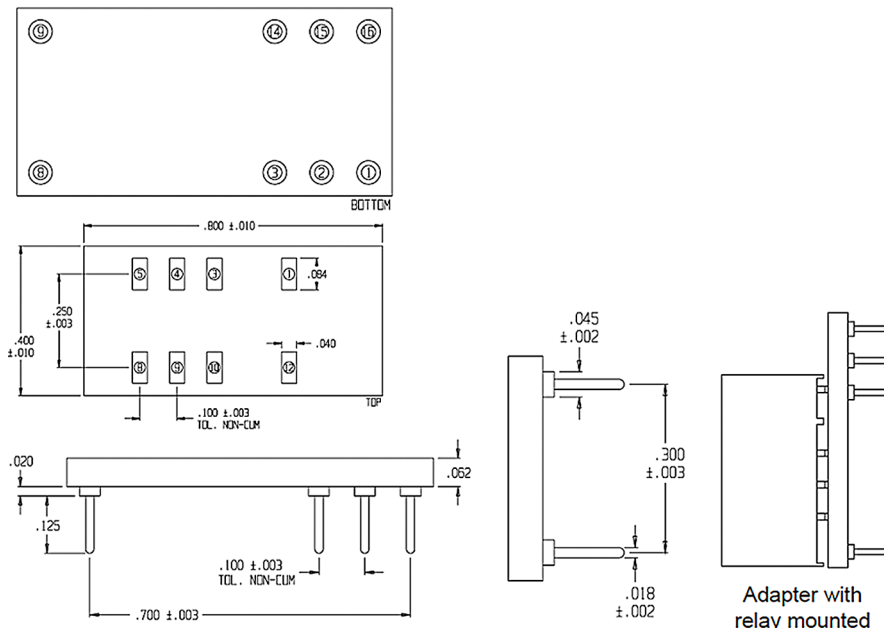 ⑨ ⑭ ⑮ ⑯
⑧ ③ ② ①
BOTTOM
.800 ±.010
⑤ ④ ③ ①
.084
.250
±.003
.400
±.010
.040
⑧ ⑨ ⑩ ⑫
TOP
.100 ±.003
TOL. NON-CUM
.020
.062
.125
.100 ±.003
TOL. NON-CUM
.700 ±.003
.045
±.002
.300
±.003
.018
±.002
Adapter with
relay mounted